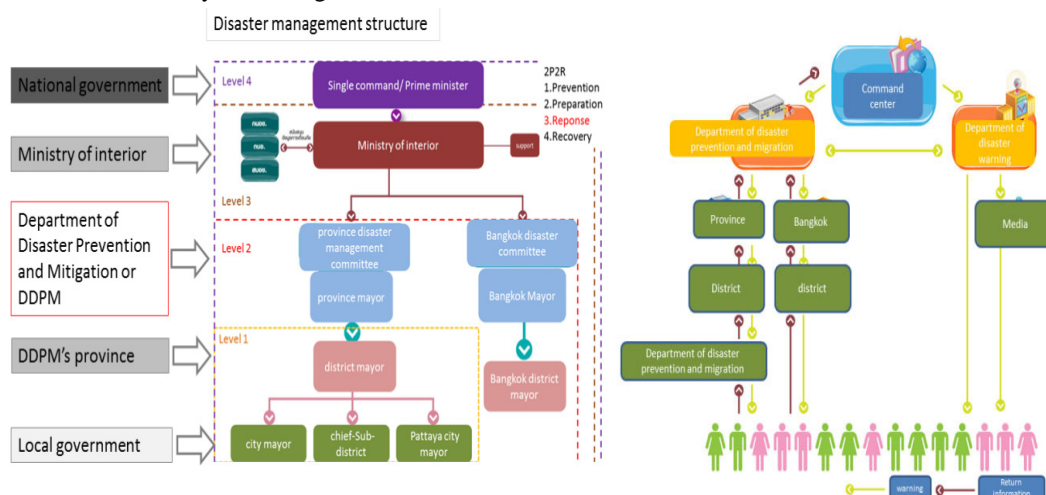 Disaster management structure
National government
Ministry of interior
Department of
Disaster Prevention
and Mitigation or
DDPM
DDPM's province
Local government
Level 4
Single command/ Prime minister
2P2R
1.Prevention
2.Preparation
3.Reponse
4.Recovery
Ministry of interior
support
Level 3
Level 2
province disaster
management
committee
Bangkok disaster
committee
province mayor
Bangkok Mayor
Level 1
district mayor
Bangkok district
mayor
city mayor
chief-Sub-
district
Pattaya city
mayor
Command
center
Department of disaster
prevention and migration
Department of
disaster
warning
Province
Bangkok
Media
District
district
Department of disaster
prevention and migration
warning
Return
information